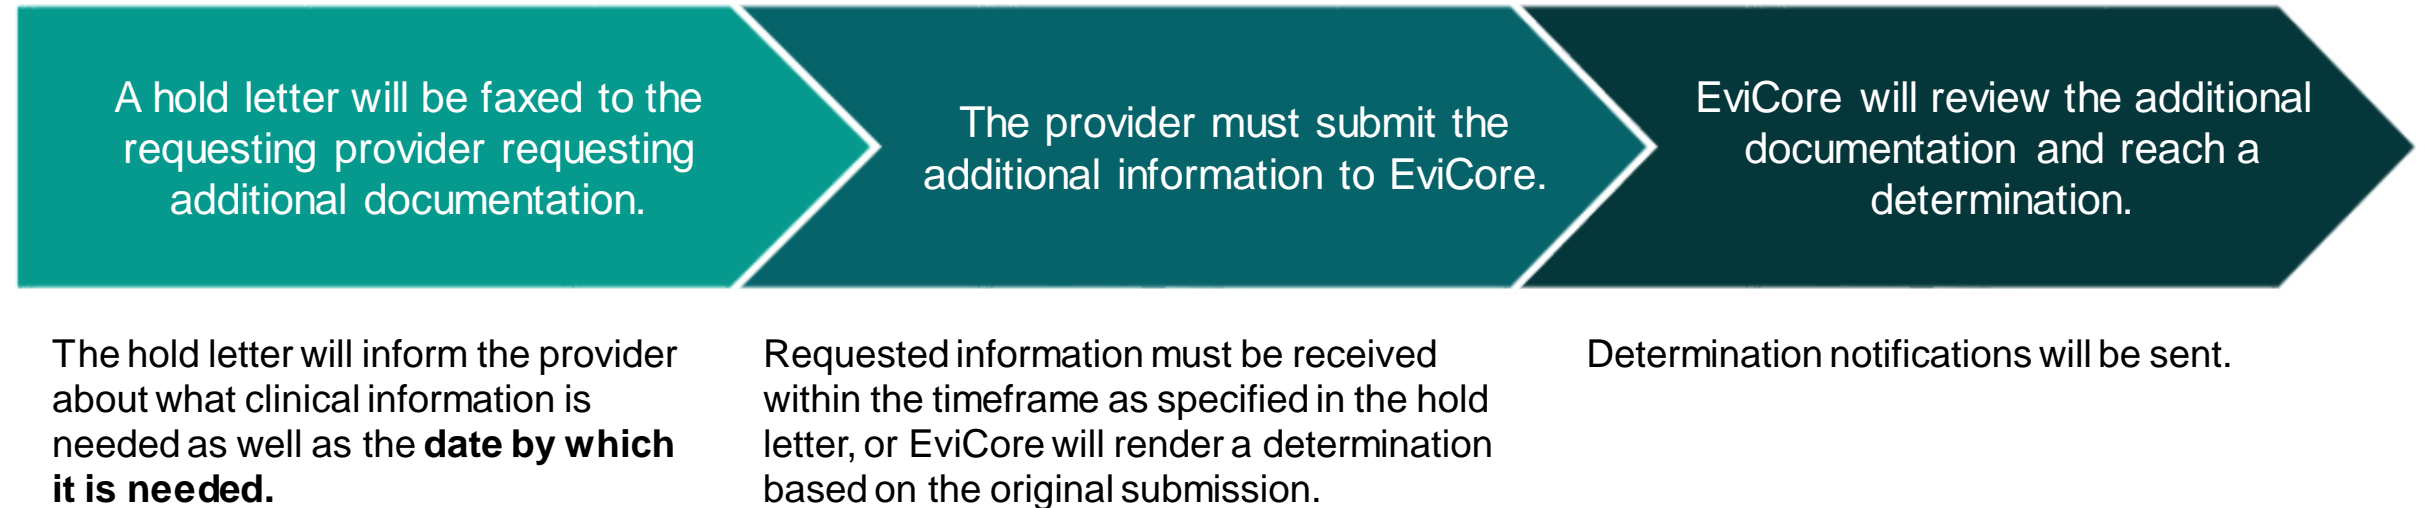 A hold letter will be faxed to the
requesting provider requesting
additional documentation.
The provider must submit the
additional information to EviCore.
EviCore will review the additional
documentation and reach a
determination.
The hold letter will inform the provider
about what clinical information is
needed as well as the date by which
it is needed.
Requested information must be received
within the timeframe as specified in the hold
letter, or EviCore will render a determination
based on the original submission.
Determination notifications will be sent.